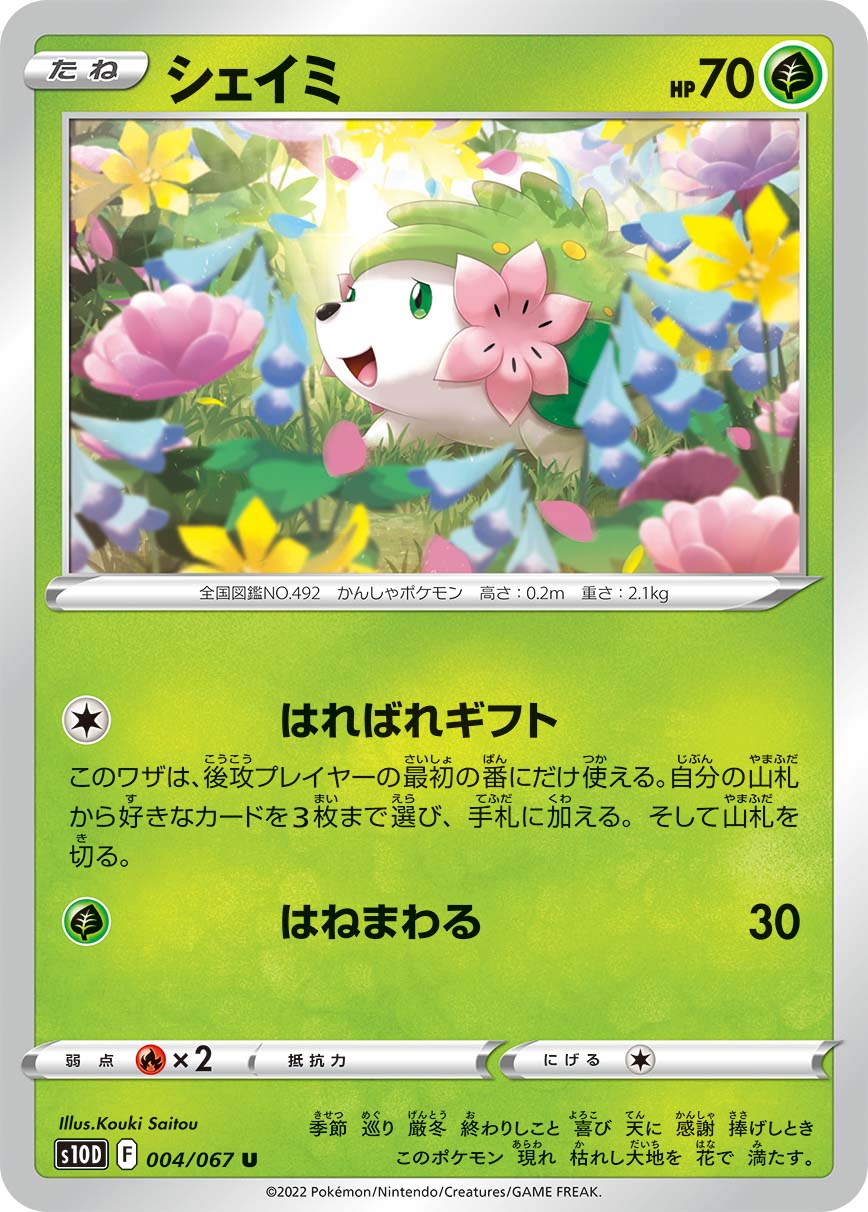 たね シェイミ HP70
全国図鑑NO.492 かんしゃポケモン 高さ:0.2m 重さ:2.1kg
はればれギフト
このワザは、後攻プレイヤーの最初の番にだけ使える。自分の山札
から好きなカードを3枚まで選び、手札に加える。そして山札を
切る。
はねまわる 30
弱点 ×2 抵抗力 にげる
Illus.Kouki Saitou
季節 巡り 厳冬 終わりしこと 喜び 天に 感謝 捧げしとき
s10D F 004/067 U
このポケモン 現れ 枯れし大地を 花で 満たす。
©2022 Pokémon/Nintendo/Creatures/GAME FREAK.